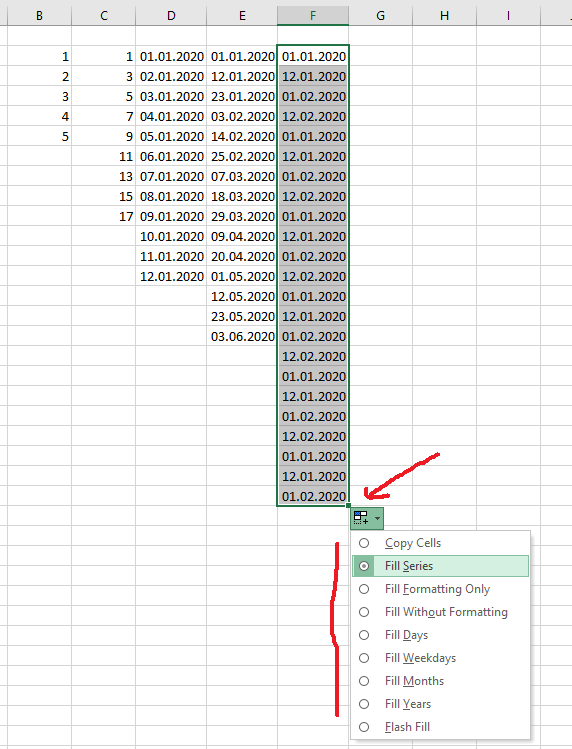 B C D E F G H I
1 1 01.01.2020 01.01.2020 01.01.2020
2 3 02.01.2020 12.01.2020 12.01.2020
3 5 03.01.2020 23.01.2020 01.02.2020
4 7 04.01.2020 03.02.2020 12.02.2020
5 9 05.01.2020 14.02.2020 01.01.2020
11 06.01.2020 25.02.2020 12.01.2020
13 07.01.2020 07.03.2020 01.02.2020
15 08.01.2020 18.03.2020 12.02.2020
17 09.01.2020 29.03.2020 01.01.2020
10.01.2020 09.04.2020 12.01.2020
11.01.2020 20.04.2020 01.02.2020
12.01.2020 01.05.2020 12.02.2020
12.05.2020 01.01.2020
23.05.2020 12.01.2020
03.06.2020 01.02.2020
12.02.2020
01.01.2020
12.01.2020
01.02.2020
12.02.2020
01.01.2020
12.01.2020
01.02.2020
Copy Cells
Fill Series
Fill Formatting Only
Fill Without Formatting
Fill Days
Fill Weekdays
Fill Months
Fill Years
Flash Fill